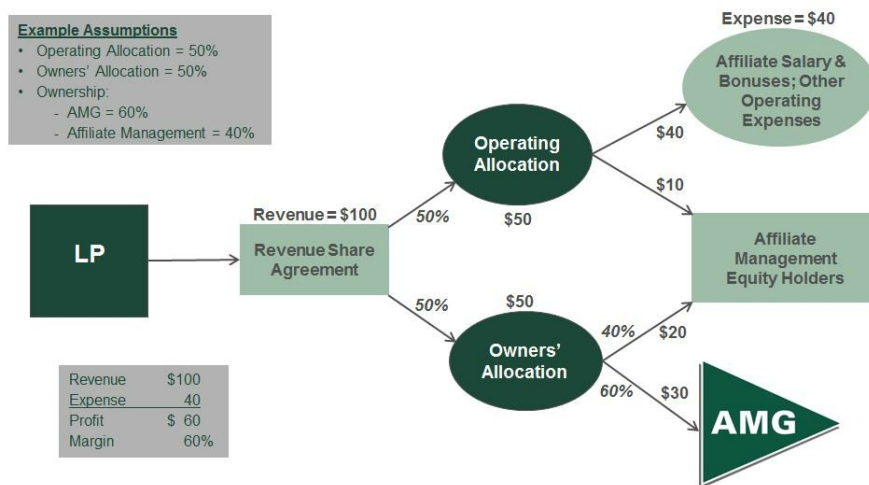 Example Assumptions
• Operating Allocation = 50%
• Owners' Allocation = 50%
• Ownership:
- AMG = 60%
- Affiliate Management = 40%
Expense = $40
Affiliate Salary &
Bonuses; Other
Operating
Expenses
Operating
Allocation
$40
$10
Revenue = $100
50%
$50
LP
Revenue Share
Agreement
Affiliate
Management
Equity Holders
50%
$50
40%
$20
Owners'
Allocation
60%
$30
AMG
Revenue $100
Expense 40
Profit $ 60
Margin 60%